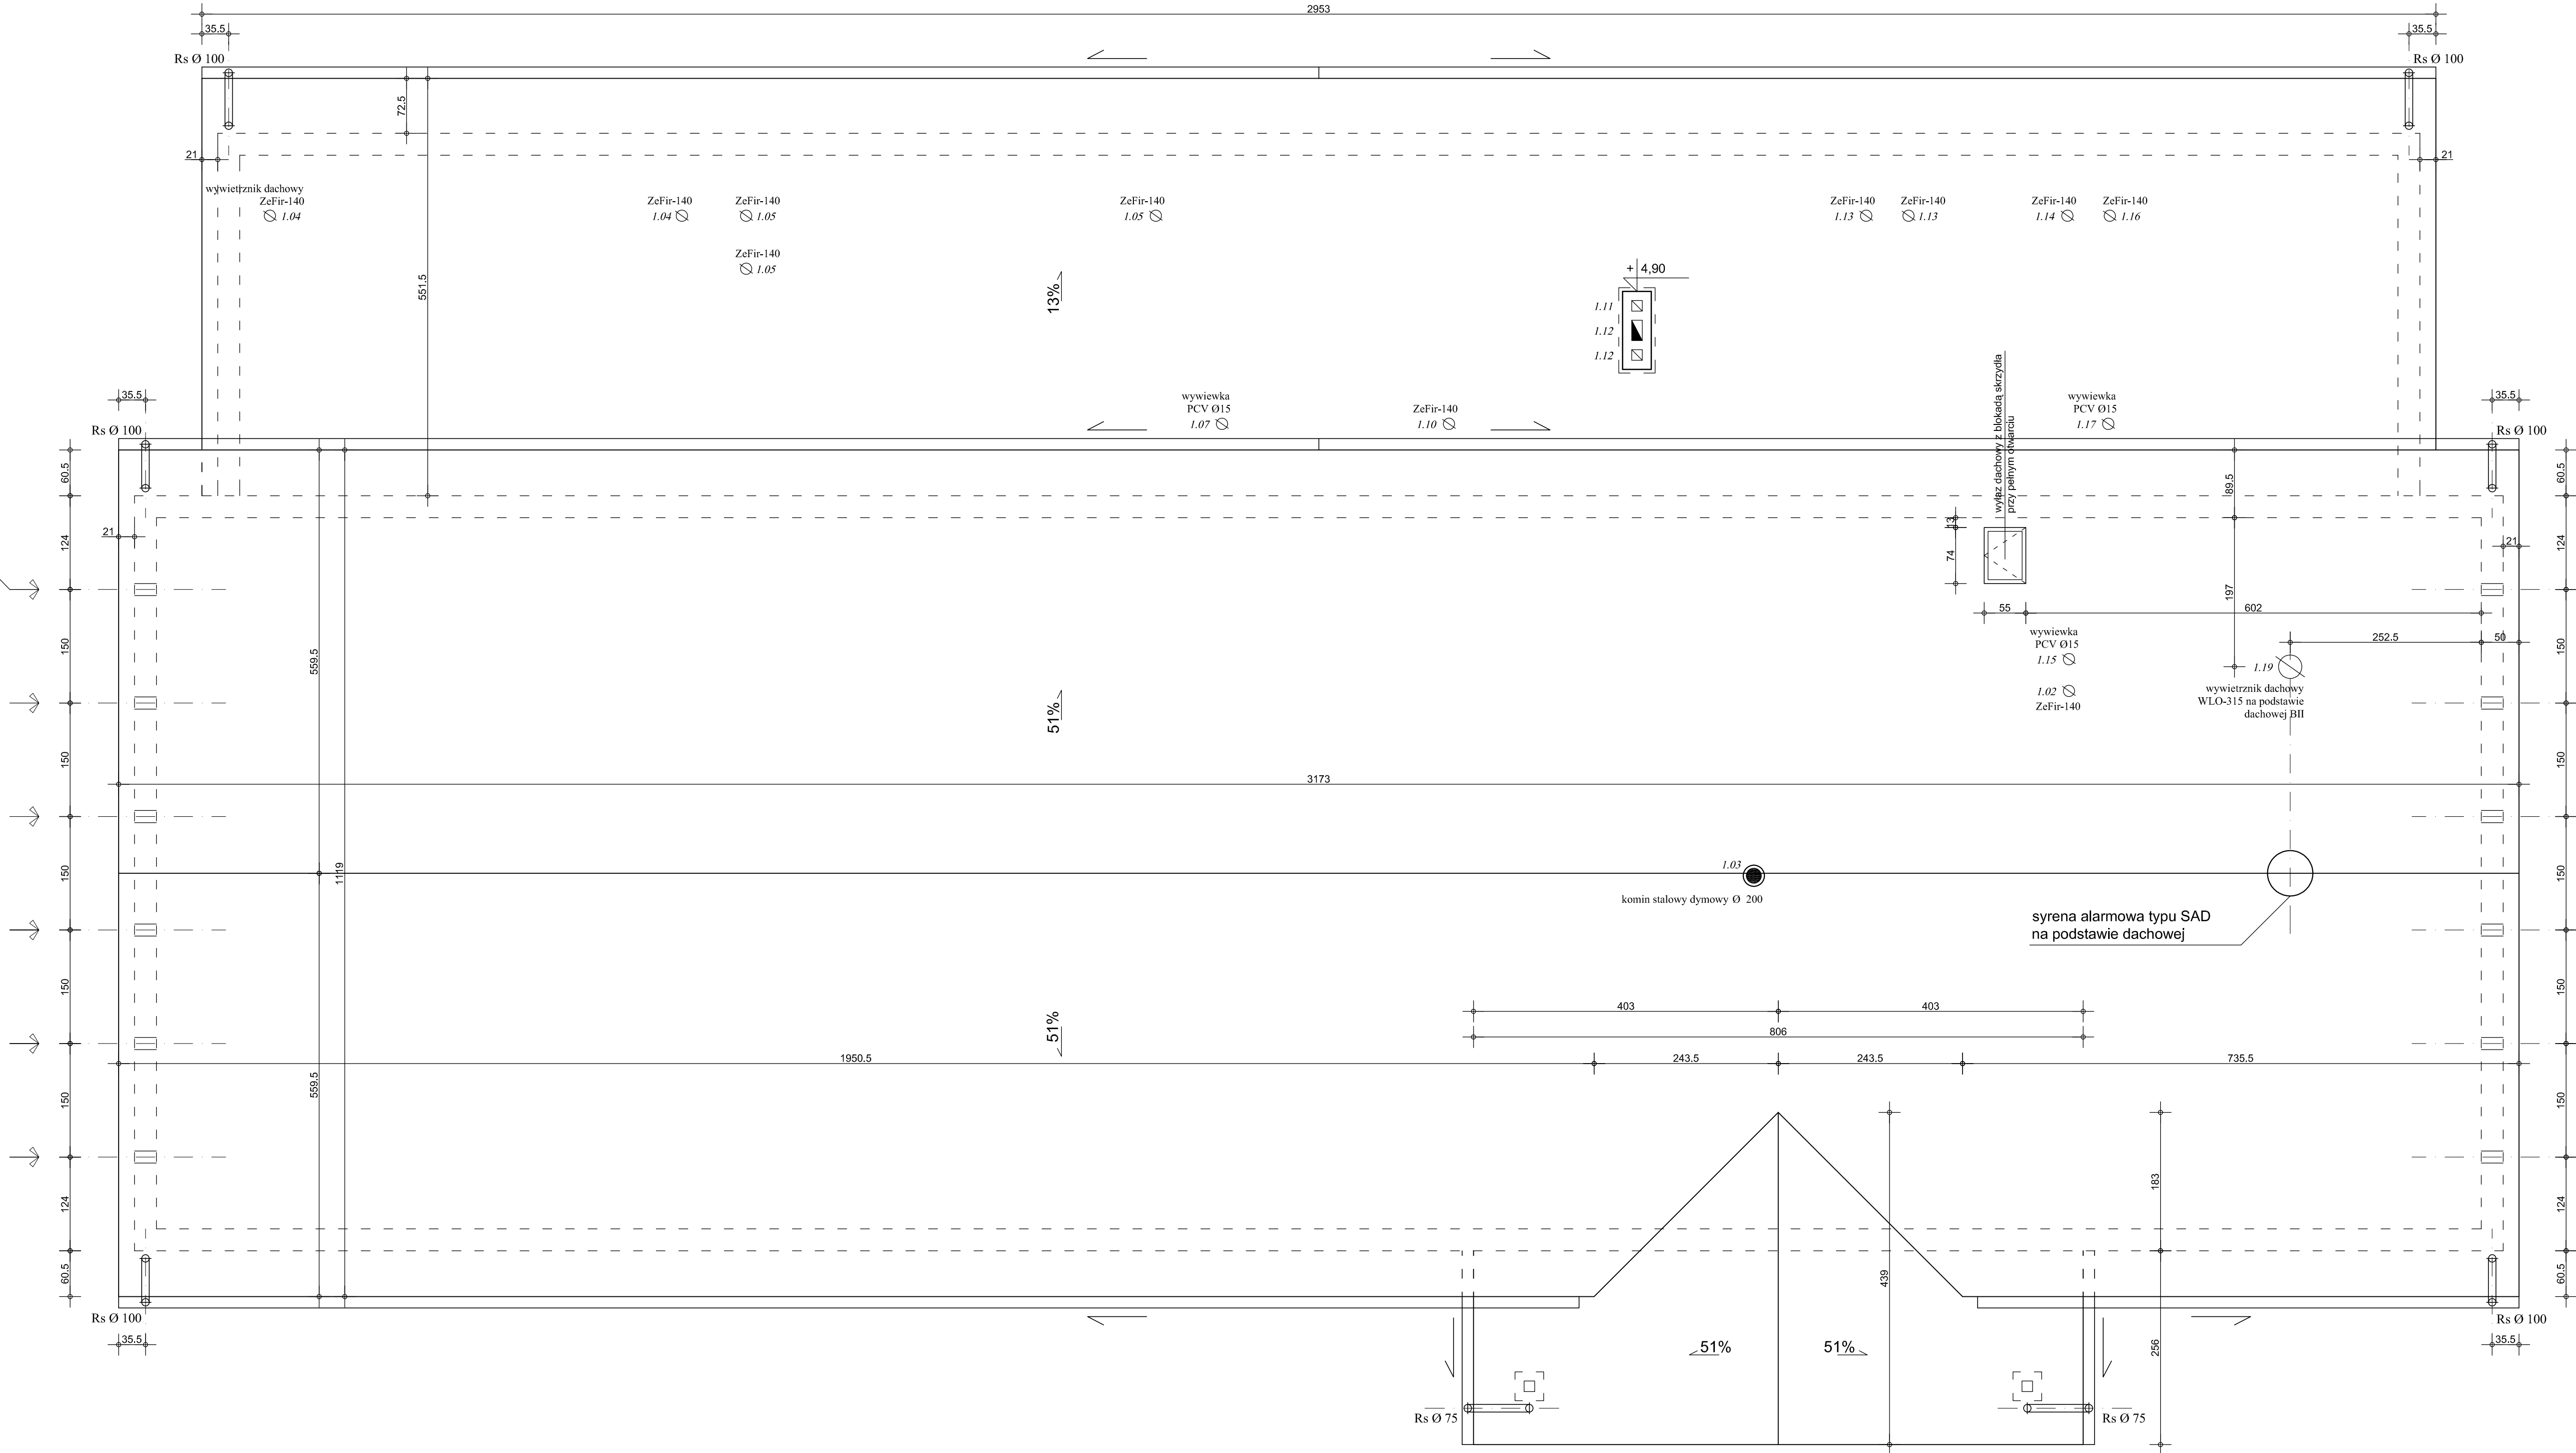 2953
35.5
35.5
Rs Ø 100
Rs Ø 100
72.5
21
21
wywietrznik dachowy
ZeFir-140
1.04
ZeFir-140
1.04
ZeFir-140
1.05
ZeFir-140
1.05
ZeFir-140
1.13
ZeFir-140
1.13
ZeFir-140
1.14
ZeFir-140
1.16
ZeFir-140
1.05
551.5
13%
+ 4,90
1.11
1.12
1.12
wyłaz dachowy z blokadą skrzydła
przy pełnym otwarciu
35.5
35.5
wywiewka
PCV Ø15
1.07
ZeFir-140
1.10
wywiewka
PCV Ø15
1.17
Rs Ø 100
Rs Ø 100
60.5
60.5
89.5
21
21
124
124
13
74
197
55
602
252.5
50
wywiewka
PCV Ø15
1.15
1.02
ZeFir-140
1.19
wywietrznik dachowy
WLO-315 na podstawie
dachowej BII
150
150
559.5
51%
150
150
3173
1119
150
150
1.03
komin stalowy dymowy Ø 200
syrena alarmowa typu SAD
na podstawie dachowej
150
150
403
403
806
51%
1950.5
243.5
243.5
735.5
559.5
150
150
183
124
124
439
60.5
60.5
Rs Ø 100
Rs Ø 100
35.5
35.5
51%
51%
256
Rs Ø 75
Rs Ø 75